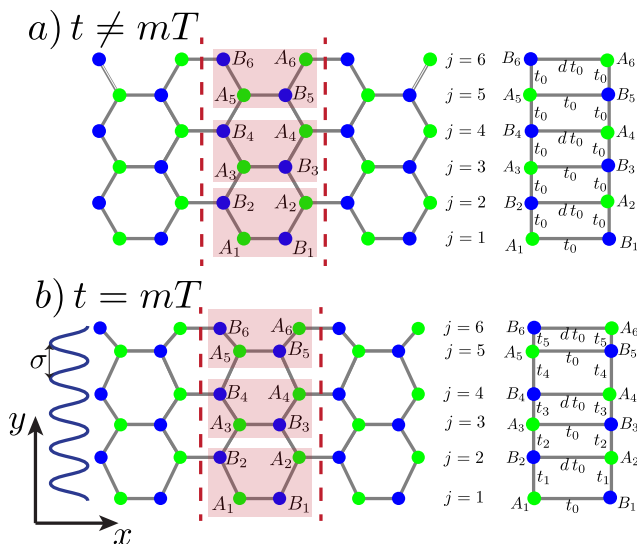 a) t ≠ mT
B₆ A₆ j = 6 B₆ d t₀ A₆
t₀ t₀
A₅ B₅ j = 5 A₅ t₀ B₅
t₀ t₀
B₄ A₄ j = 4 B₄ d t₀ A₄
t₀ t₀
A₃ B₃ j = 3 A₃ t₀ B₃
t₀ t₀
B₂ A₂ j = 2 B₂ d t₀ A₂
t₀ t₀
A₁ B₁ j = 1 A₁ t₀ B₁
b) t = mT
B₆ A₆ j = 6 B₆ d t₀ A₆
σ t₅ t₅
A₅ B₅ j = 5 A₅ t₀ B₅
t₄ t₄
B₄ A₄ j = 4 B₄ d t₀ A₄
t₃ t₃
y A₃ B₃ j = 3 A₃ t₀ B₃
t₂ t₂
B₂ A₂ j = 2 B₂ d t₀ A₂
t₁ t₁
A₁ B₁ j = 1 A₁ t₀ B₁
x